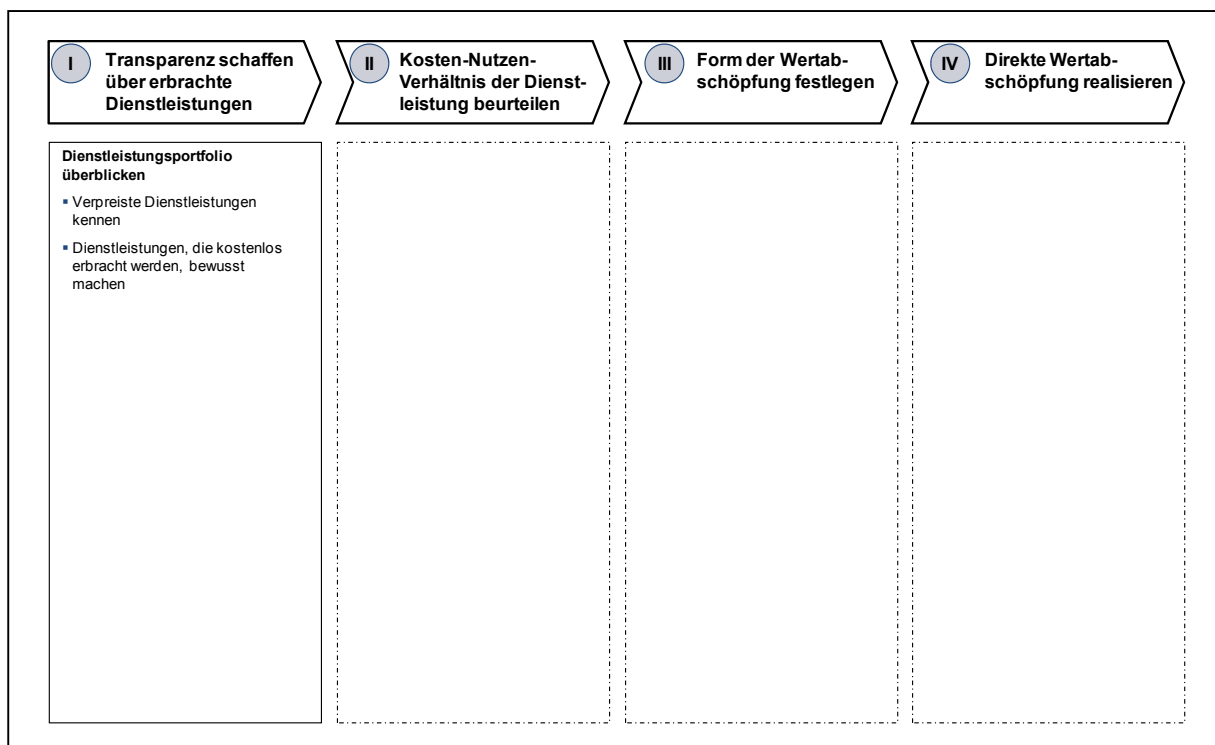 I
Transparenz schaffen
über erbrachte
Dienstleistungen
II
Kosten-Nutzen-
Verhältnis der Dienst-
leistung beurteilen
III
Form der Wertab-
schöpfung festlegen
IV
Direkte Wertab-
schöpfung realisieren
Dienstleistungsportfolio
überblicken
▪ Verpreiste Dienstleistungen
kennen
▪ Dienstleistungen, die kostenlos
erbracht werden, bewusst
machen